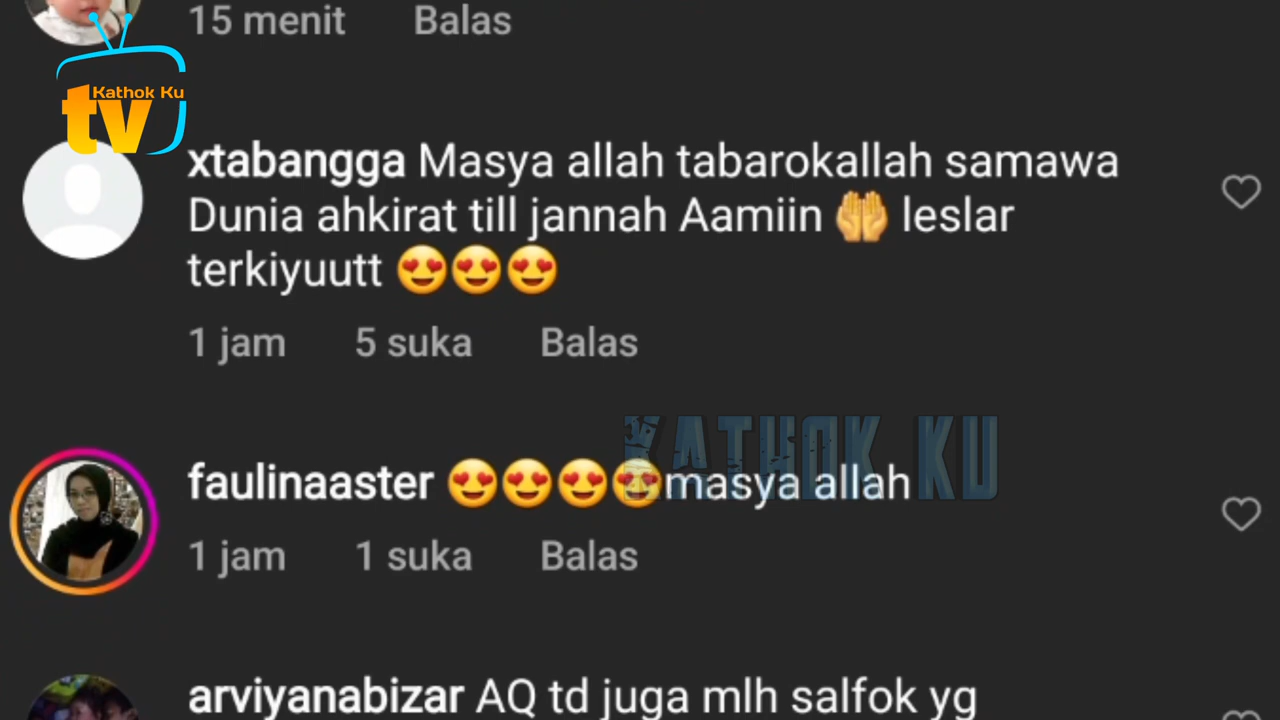 15 menit Balas
Kathok Ku
tv
xtabangga Masya allah tabarokallah samawa
Dunia ahkirat till jannah Aamiin 🤲 leslar
terkiyuutt 😍😍😍
1 jam 5 suka Balas
KATHOK KU
faulinaaster 😍😍😍😍masya allah
1 jam 1 suka Balas
arviyanabizar AQ td juga mlh salfok yg